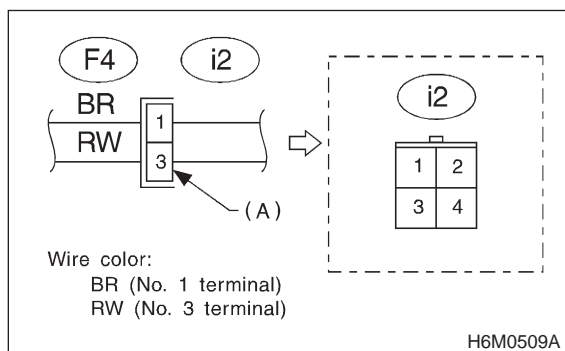 F4 i2
BR
RW
1
3
(A)
i2
1 2
3 4
Wire color:
BR (No. 1 terminal)
RW (No. 3 terminal)
H6M0509A